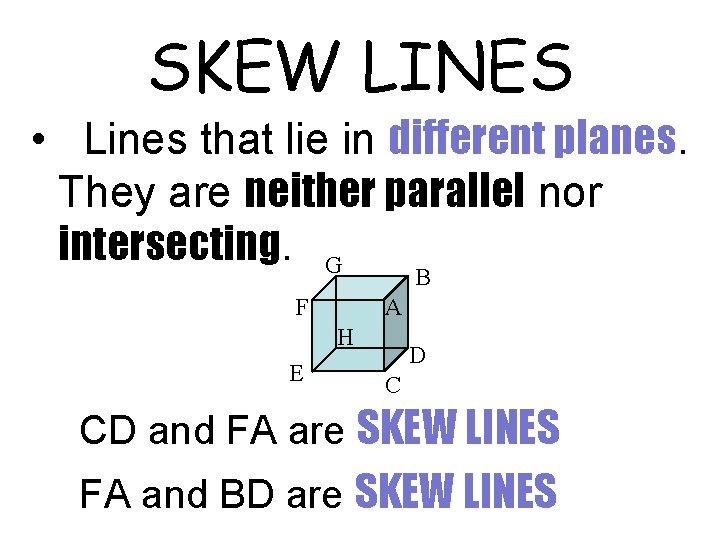 SKEW LINES
• Lines that lie in different planes.
They are neither parallel nor
intersecting.
G
B
F
A
H
D
E
C
CD and FA are SKEW LINES
FA and BD are SKEW LINES